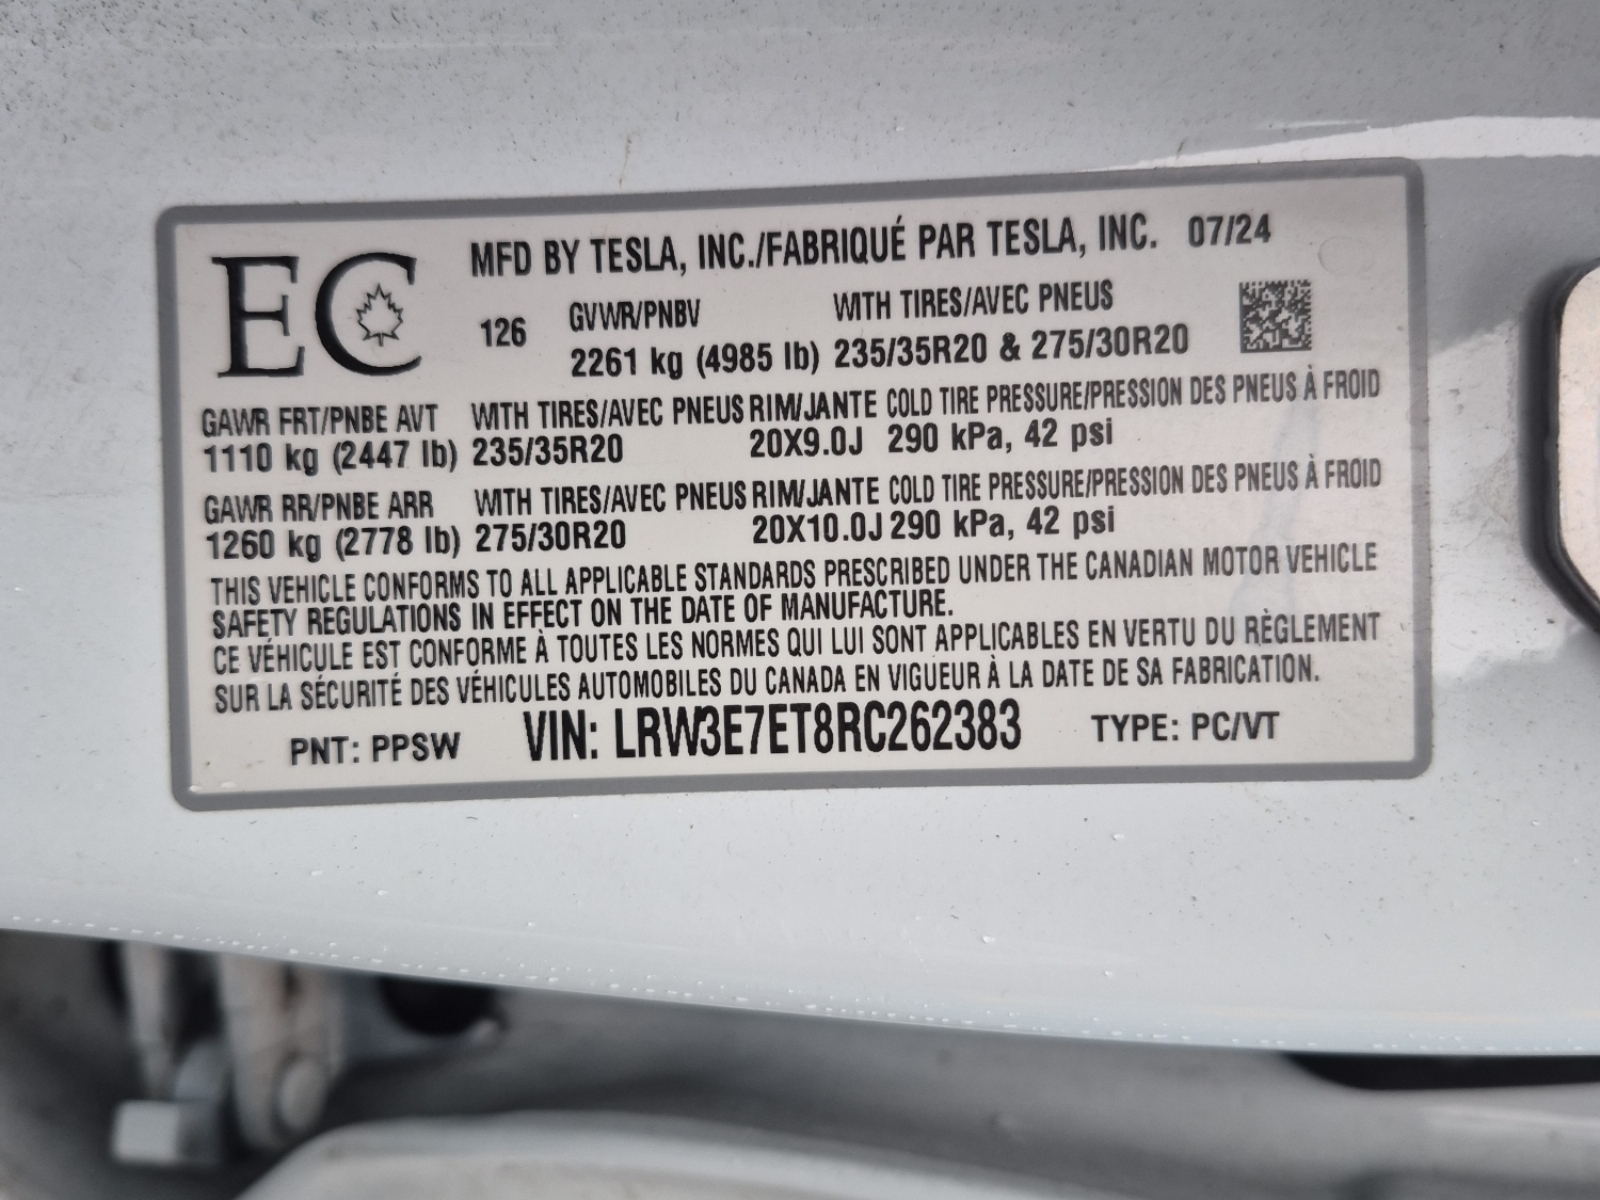 EC
MFD BY TESLA, INC./FABRIQUÉ PAR TESLA, INC. 07/24
126 GVWR/PNBV WITH TIRES/AVEC PNEUS
2261 kg (4985 lb) 235/35R20 & 275/30R20
GAWR FRT/PNBE AVT WITH TIRES/AVEC PNEUS RIM/JANTE COLD TIRE PRESSURE/PRESSION DES PNEUS À FROID
1110 kg (2447 lb) 235/35R20 20X9.0J 290 kPa, 42 psi
GAWR RR/PNBE ARR WITH TIRES/AVEC PNEUS RIM/JANTE COLD TIRE PRESSURE/PRESSION DES PNEUS À FROID
1260 kg (2778 lb) 275/30R20 20X10.0J 290 kPa, 42 psi
THIS VEHICLE CONFORMS TO ALL APPLICABLE STANDARDS PRESCRIBED UNDER THE CANADIAN MOTOR VEHICLE
SAFETY REGULATIONS IN EFFECT ON THE DATE OF MANUFACTURE.
CE VÉHICULE EST CONFORME À TOUTES LES NORMES QUI LUI SONT APPLICABLES EN VERTU DU RÈGLEMENT
SUR LA SÉCURITÉ DES VÉHICULES AUTOMOBILES DU CANADA EN VIGUEUR À LA DATE DE SA FABRICATION.
PNT: PPSW VIN: LRW3E7ET8RC262383 TYPE: PC/VT